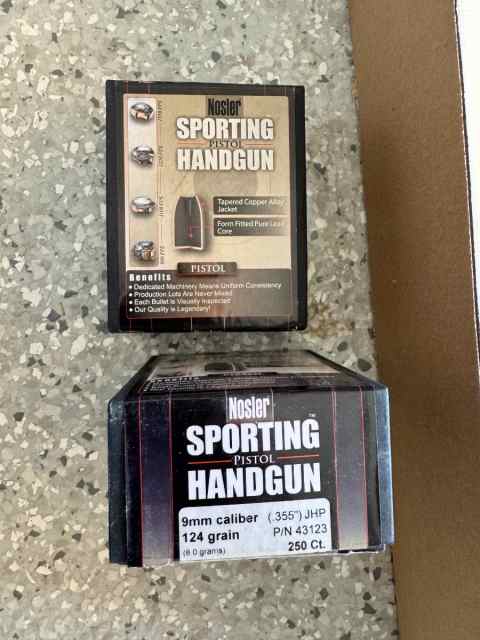 Nosler
SPORTING
PISTOL
HANDGUN
Tapered Copper Alloy
Jacket
Form Fitted Pure Lead
Core
PISTOL
Benefits
• Dedicated Machinery Means Uniform Consistency
• Production Lots Are Never Mixed
• Each Bullet is Visually Inspected
• Our Quality is Legendary!
Nosler
SPORTING™
PISTOL
HANDGUN
9mm caliber (.355") JHP
124 grain P/N 43123
(8.0 grams) 250 Ct.